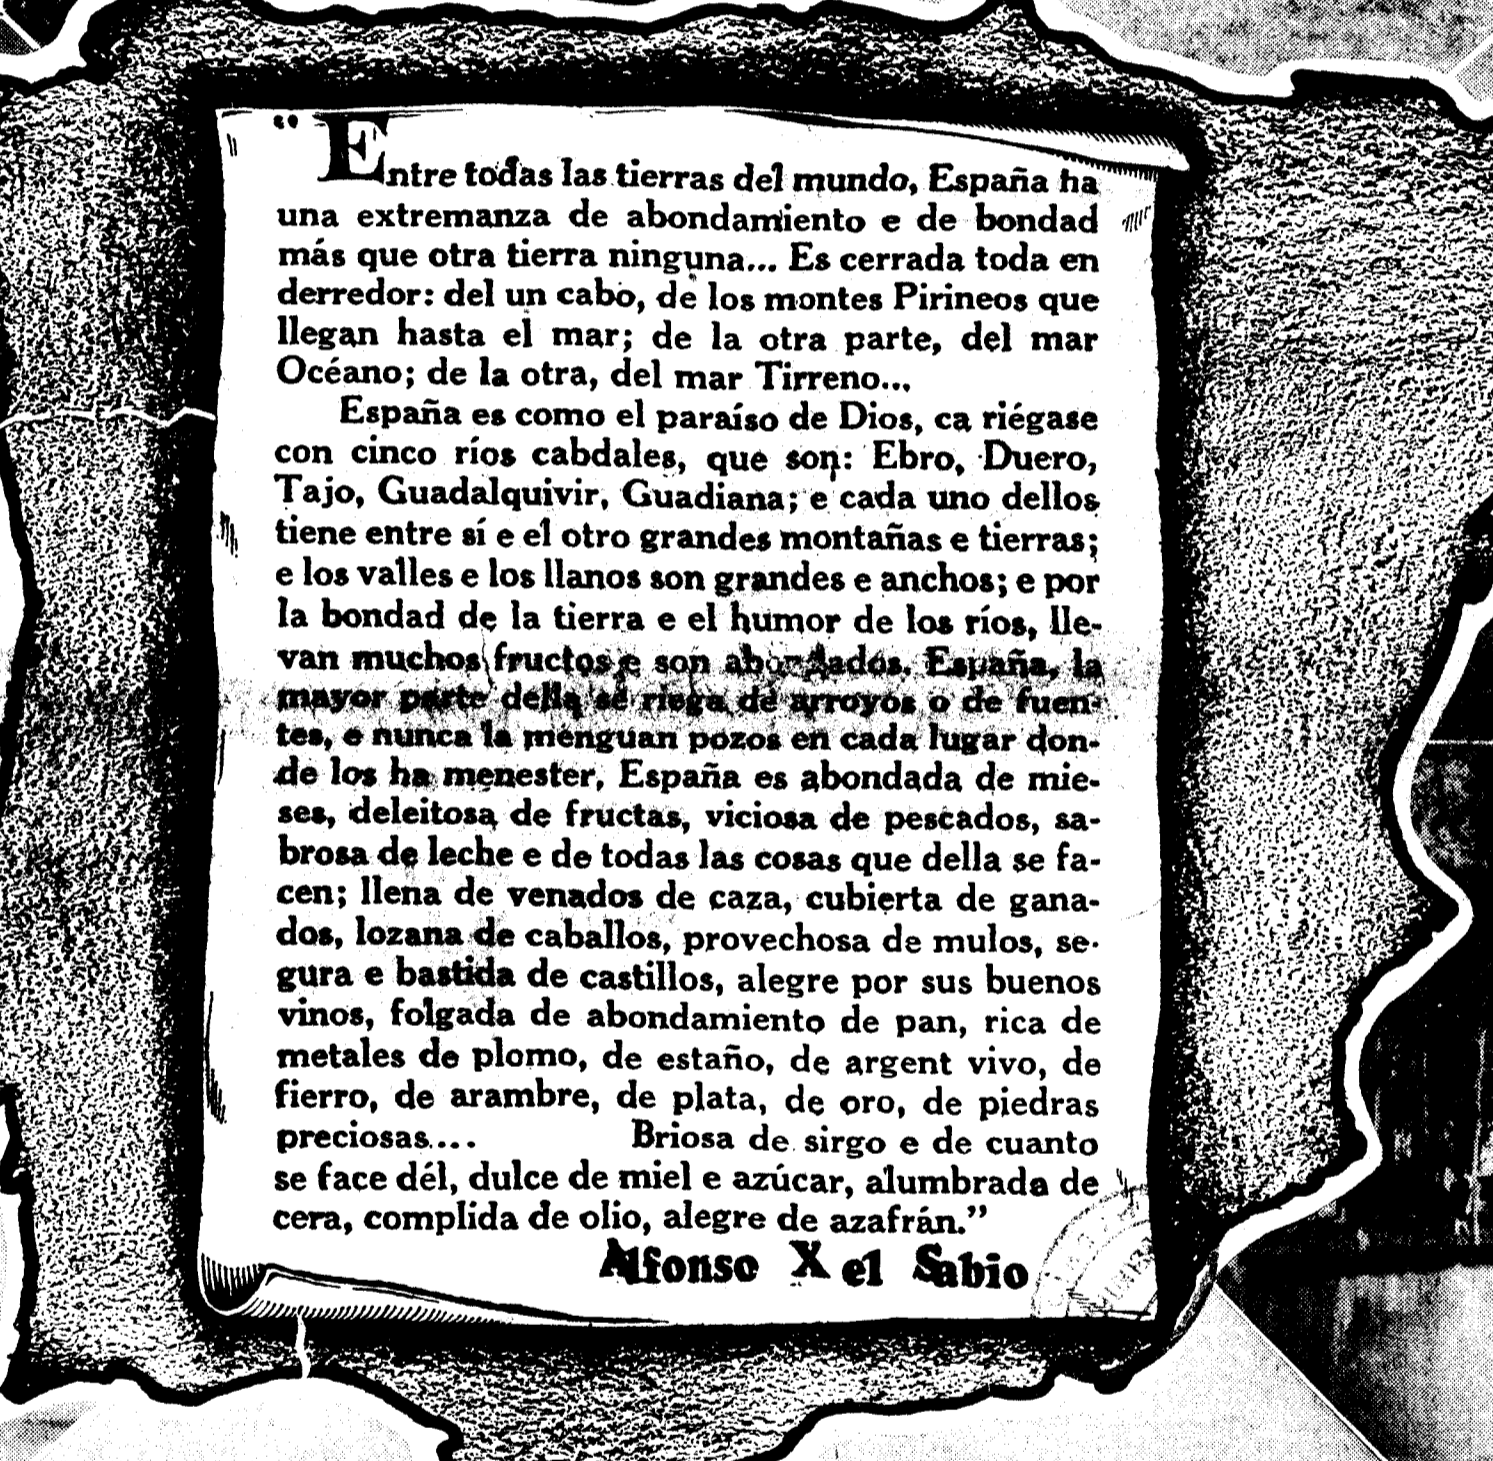 "Entre todas las tierras del mundo, España ha
una extremanza de abondamiento e de bondad
más que otra tierra ninguna... Es cerrada toda en
derredor: del un cabo, de los montes Pirineos que
llegan hasta el mar; de la otra parte, del mar
Océano; de la otra, del mar Tirreno...
España es como el paraíso de Dios, ca riégase
con cinco ríos cabdales, que son: Ebro, Duero,
Tajo, Guadalquivir, Guadiana; e cada uno dellos
tiene entre sí e el otro grandes montañas e tierras;
e los valles e los llanos son grandes e anchos; e por
la bondad de la tierra e el humor de los ríos, lle-
van muchos fructos e son abondados. España, la
mayor parte della se riega de arroyos o de fuen-
tes, e nunca la menguan pozos en cada lugar don-
de los ha menester, España es abondada de mie-
ses, deleitosa de fructas, viciosa de pescados, sa-
brosa de leche e de todas las cosas que della se fa-
cen; llena de venados de caza, cubierta de gana-
dos, lozana de caballos, provechosa de mulos, se-
gura e bastida de castillos, alegre por sus buenos
vinos, folgada de abondamiento de pan, rica de
metales de plomo, de estaño, de argent vivo, de
fierro, de arambre, de plata, de oro, de piedras
preciosas.... Briosa de sirgo e de cuanto
se face dél, dulce de miel e azúcar, alumbrada de
cera, complida de olio, alegre de azafrán."
Alfonso X el Sabio